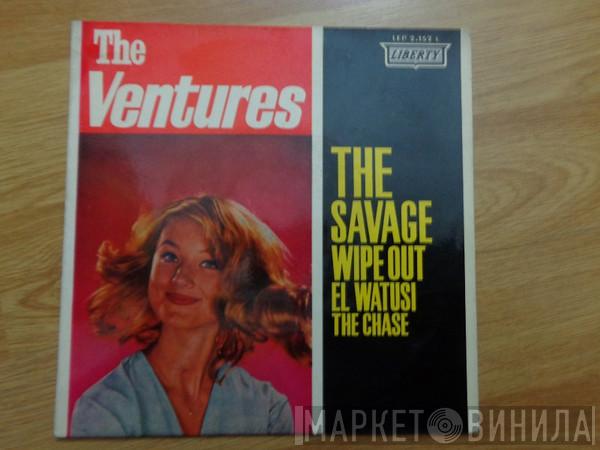 The
Ventures
LEP 2.152 L
LIBERTY
THE
SAVAGE
WIPE OUT
EL WATUSI
THE CHASE
МАРКЕТ ВИНИЛА